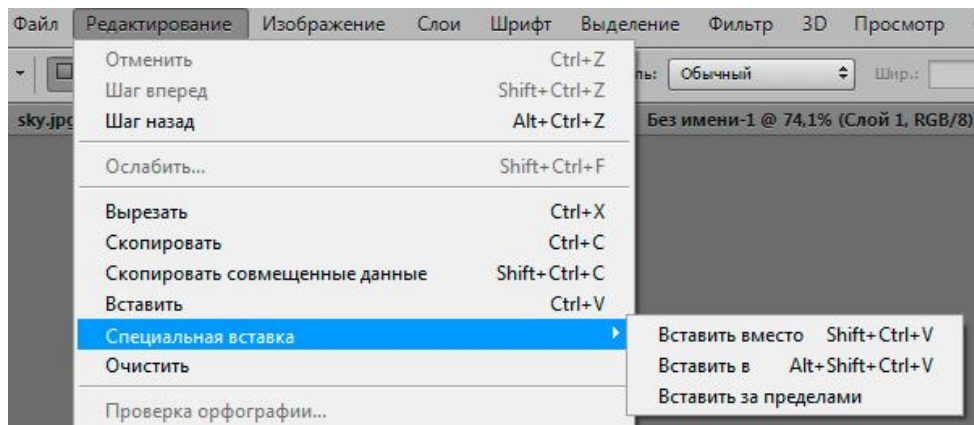 Файл Редактирование Изображение Слои Шрифт Выделение Фильтр 3D Просмотр
Отменить Ctrl+Z
Обычный Шир.:
Шаг вперед Shift+Ctrl+Z
sky.jpg Шаг назад Alt+Ctrl+Z Без имени-1 @ 74,1% (Слой 1, RGB/8)
Ослабить... Shift+Ctrl+F
Вырезать Ctrl+X
Скопировать Ctrl+C
Скопировать совмещенные данные Shift+Ctrl+C
Вставить Ctrl+V
Специальная вставка
Вставить вместо Shift+Ctrl+V
Очистить
Вставить в Alt+Shift+Ctrl+V
Вставить за пределами
Проверка орфографии...